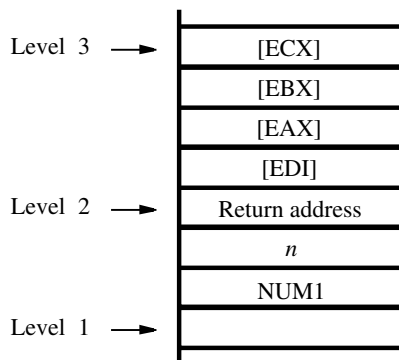 Level 3 [ECX]
[EBX]
[EAX]
[EDI]
Level 2 Return address
n
NUM1
Level 1